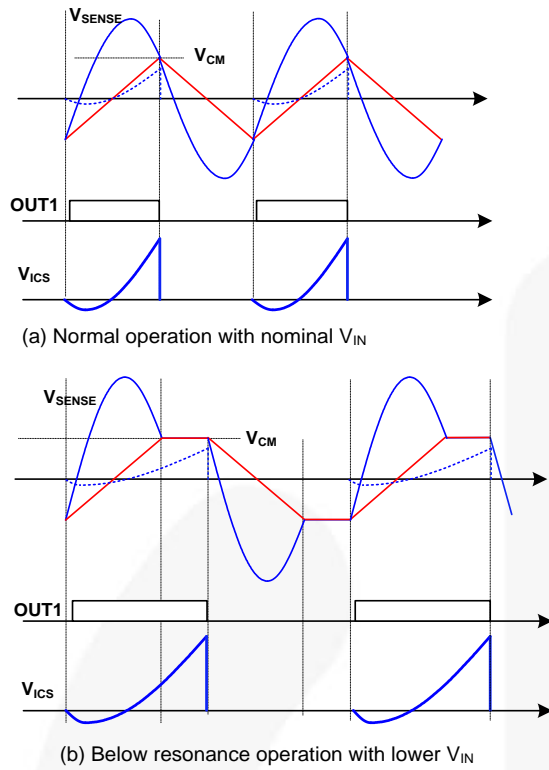 VSENSE
VCM
OUT1
VICS
(a) Normal operation with nominal VIN
VSENSE
VCM
OUT1
VICS
(b) Below resonance operation with lower VIN